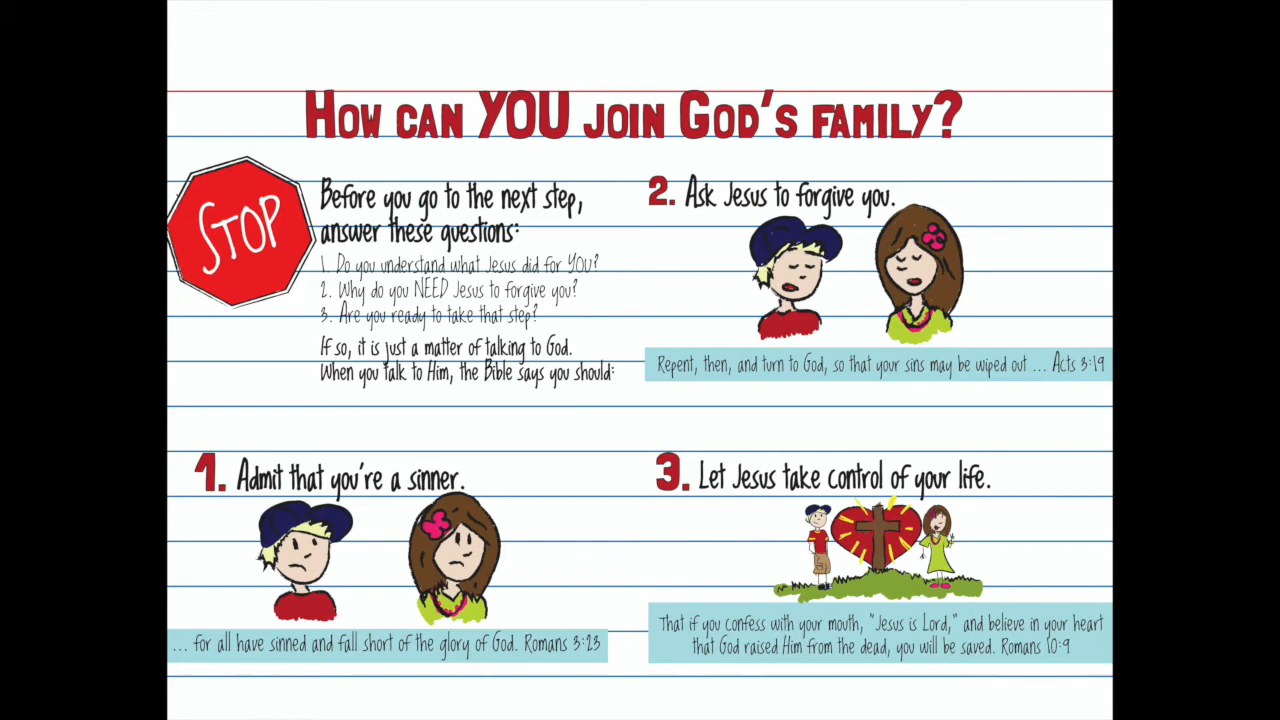 How can YOU join God's family?
STOP
Before you go to the next step,
answer these questions:
1. Do you understand what Jesus did for YOU?
2. Why do you NEED Jesus to forgive you?
3. Are you ready to take that step?
If so, it is just a matter of talking to God.
When you talk to Him, the Bible says you should:
1. Admit that you're a sinner.
... for all have sinned and fall short of the glory of God. Romans 3:23
2. Ask Jesus to forgive you.
Repent, then, and turn to God, so that your sins may be wiped out ... Acts 3:19
3. Let Jesus take control of your life.
That if you confess with your mouth, "Jesus is Lord," and believe in your heart
that God raised Him from the dead, you will be saved. Romans 10:9